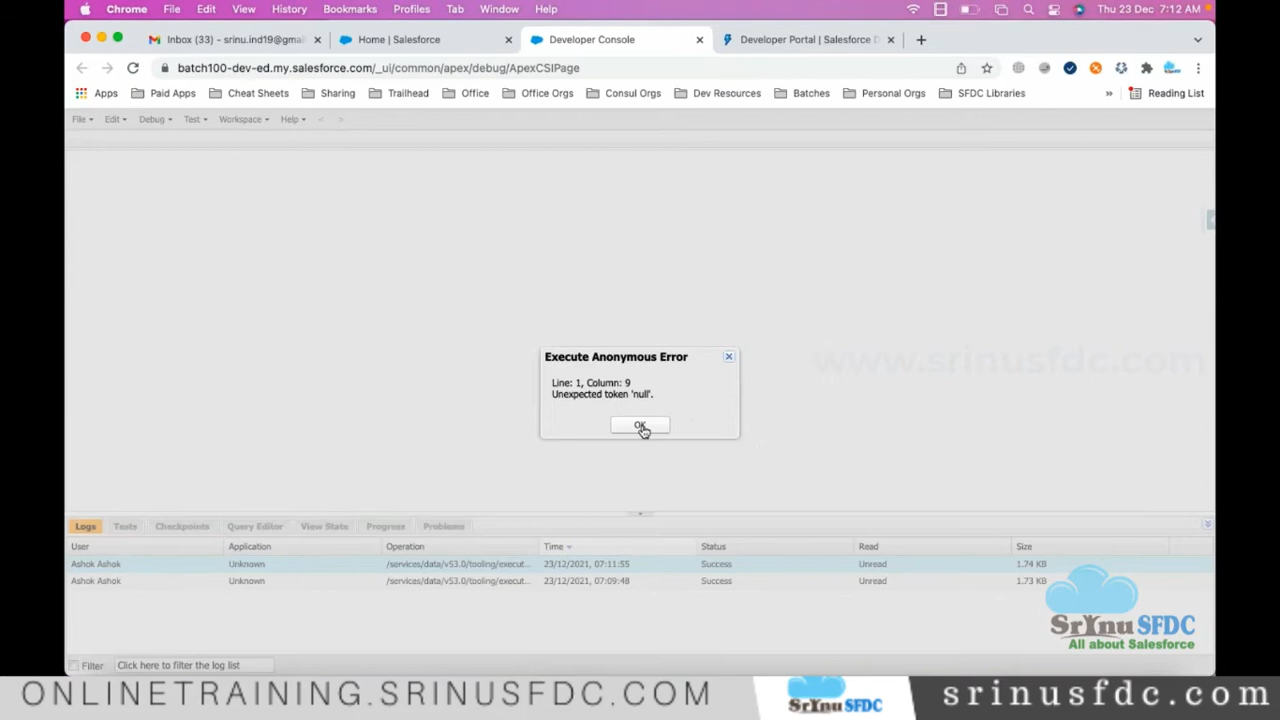 Chrome File Edit View History Bookmarks Profiles Tab Window Help Thu 23 Dec 7:12 AM
Inbox (33) - srinu.ind19@gmai Home | Salesforce Developer Console Developer Portal | Salesforce D
batch100-dev-ed.my.salesforce.com/_ui/common/apex/debug/ApexCSIPage
Apps Paid Apps Cheat Sheets Sharing Trailhead Office Office Orgs Consul Orgs Dev Resources Batches Personal Orgs SFDC Libraries » Reading List
File Edit Debug Test Workspace Help < >
Execute Anonymous Error
www.srinusfdc.com
Line: 1, Column: 9
Unexpected token 'null'.
OK
Logs Tests Checkpoints Query Editor View State Progress Problems
User Application Operation Time Status Read Size
Ashok Ashok Unknown /services/data/v53.0/tooling/execut... 23/12/2021, 07:11:55 Success Unread 1.74 KB
Ashok Ashok Unknown /services/data/v53.0/tooling/execut... 23/12/2021, 07:09:48 Success Unread 1.73 KB
SrInu SFDC
All about Salesforce
Filter Click here to filter the log list
ONLINETRAINING.SRINUSFDC.COM SrInu SFDC srinusfdc.com